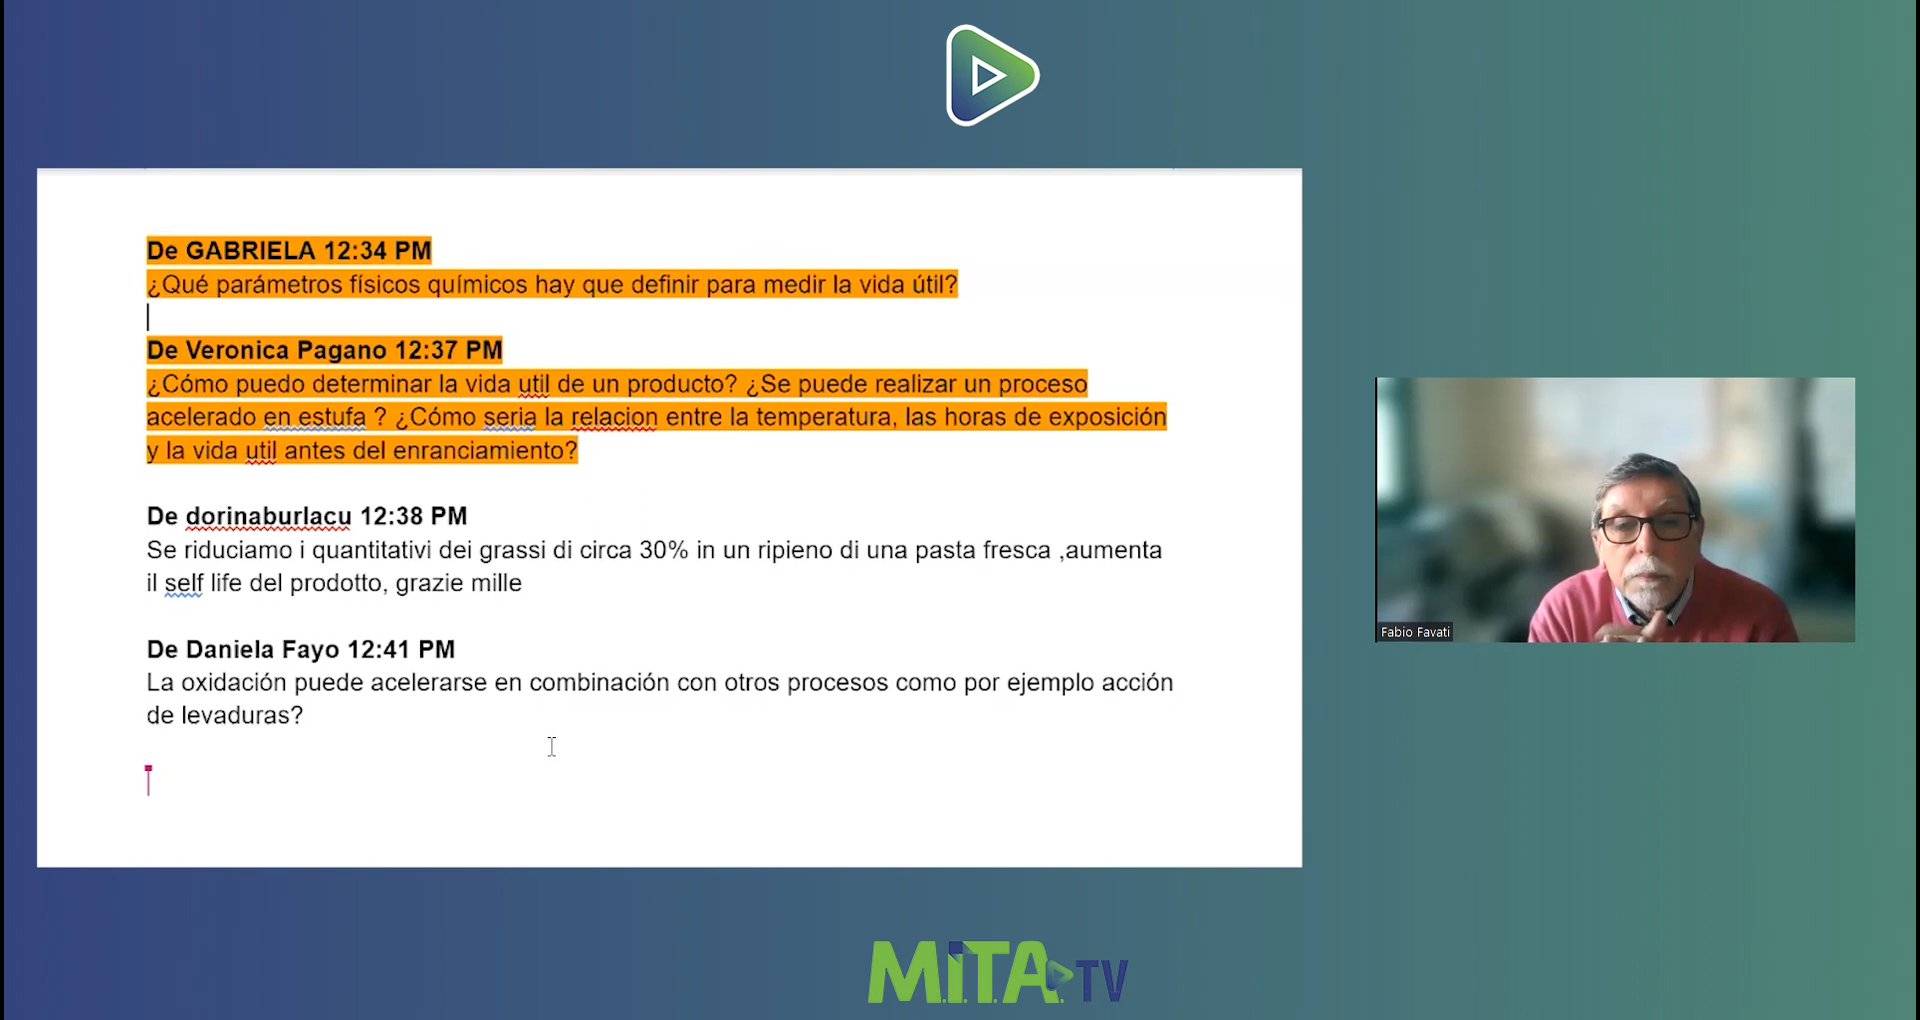 De GABRIELA 12:34 PM
¿Qué parámetros físicos químicos hay que definir para medir la vida útil?
De Veronica Pagano 12:37 PM
¿Cómo puedo determinar la vida util de un producto? ¿Se puede realizar un proceso
acelerado en estufa ? ¿Cómo seria la relacion entre la temperatura, las horas de exposición
y la vida util antes del enranciamiento?
De dorinaburlacu 12:38 PM
Se riduciamo i quantitativi dei grassi di circa 30% in un ripieno di una pasta fresca ,aumenta
il self life del prodotto, grazie mille
De Daniela Fayo 12:41 PM
La oxidación puede acelerarse en combinación con otros procesos como por ejemplo acción
de levaduras?
Fabio Favati
M.I.T.A. TV